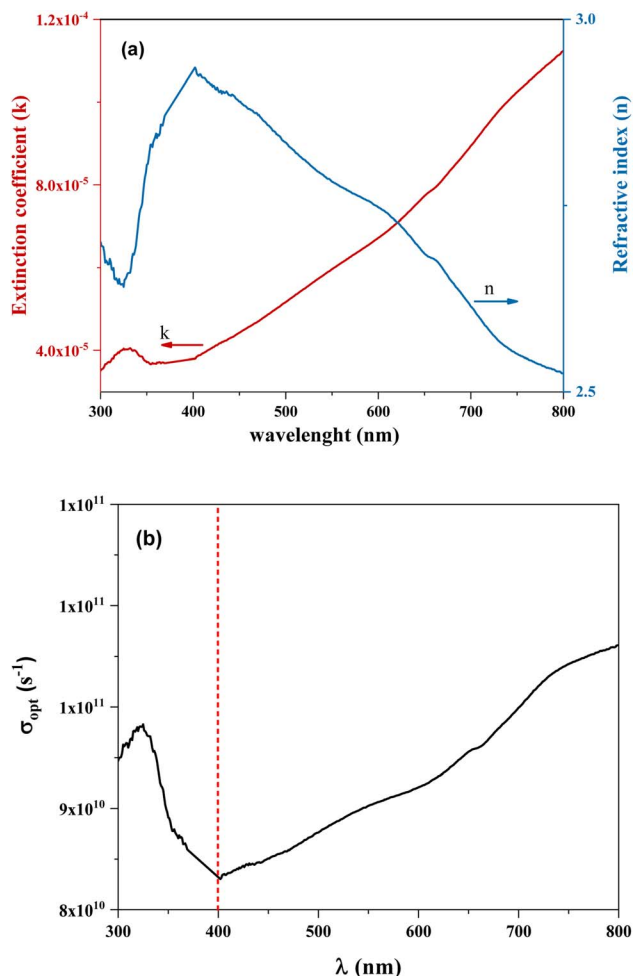 1.2x10⁻⁴
3.0
(a)
Extinction coefficient (k)
Refractive index (n)
8.0x10⁻⁵
n
k
4.0x10⁻⁵
2.5
300 400 500 600 700 800
wavelenght (nm)
1x10¹¹
(b)
1x10¹¹
σopt (s⁻¹)
1x10¹¹
9x10¹⁰
8x10¹⁰
300 400 500 600 700 800
λ (nm)